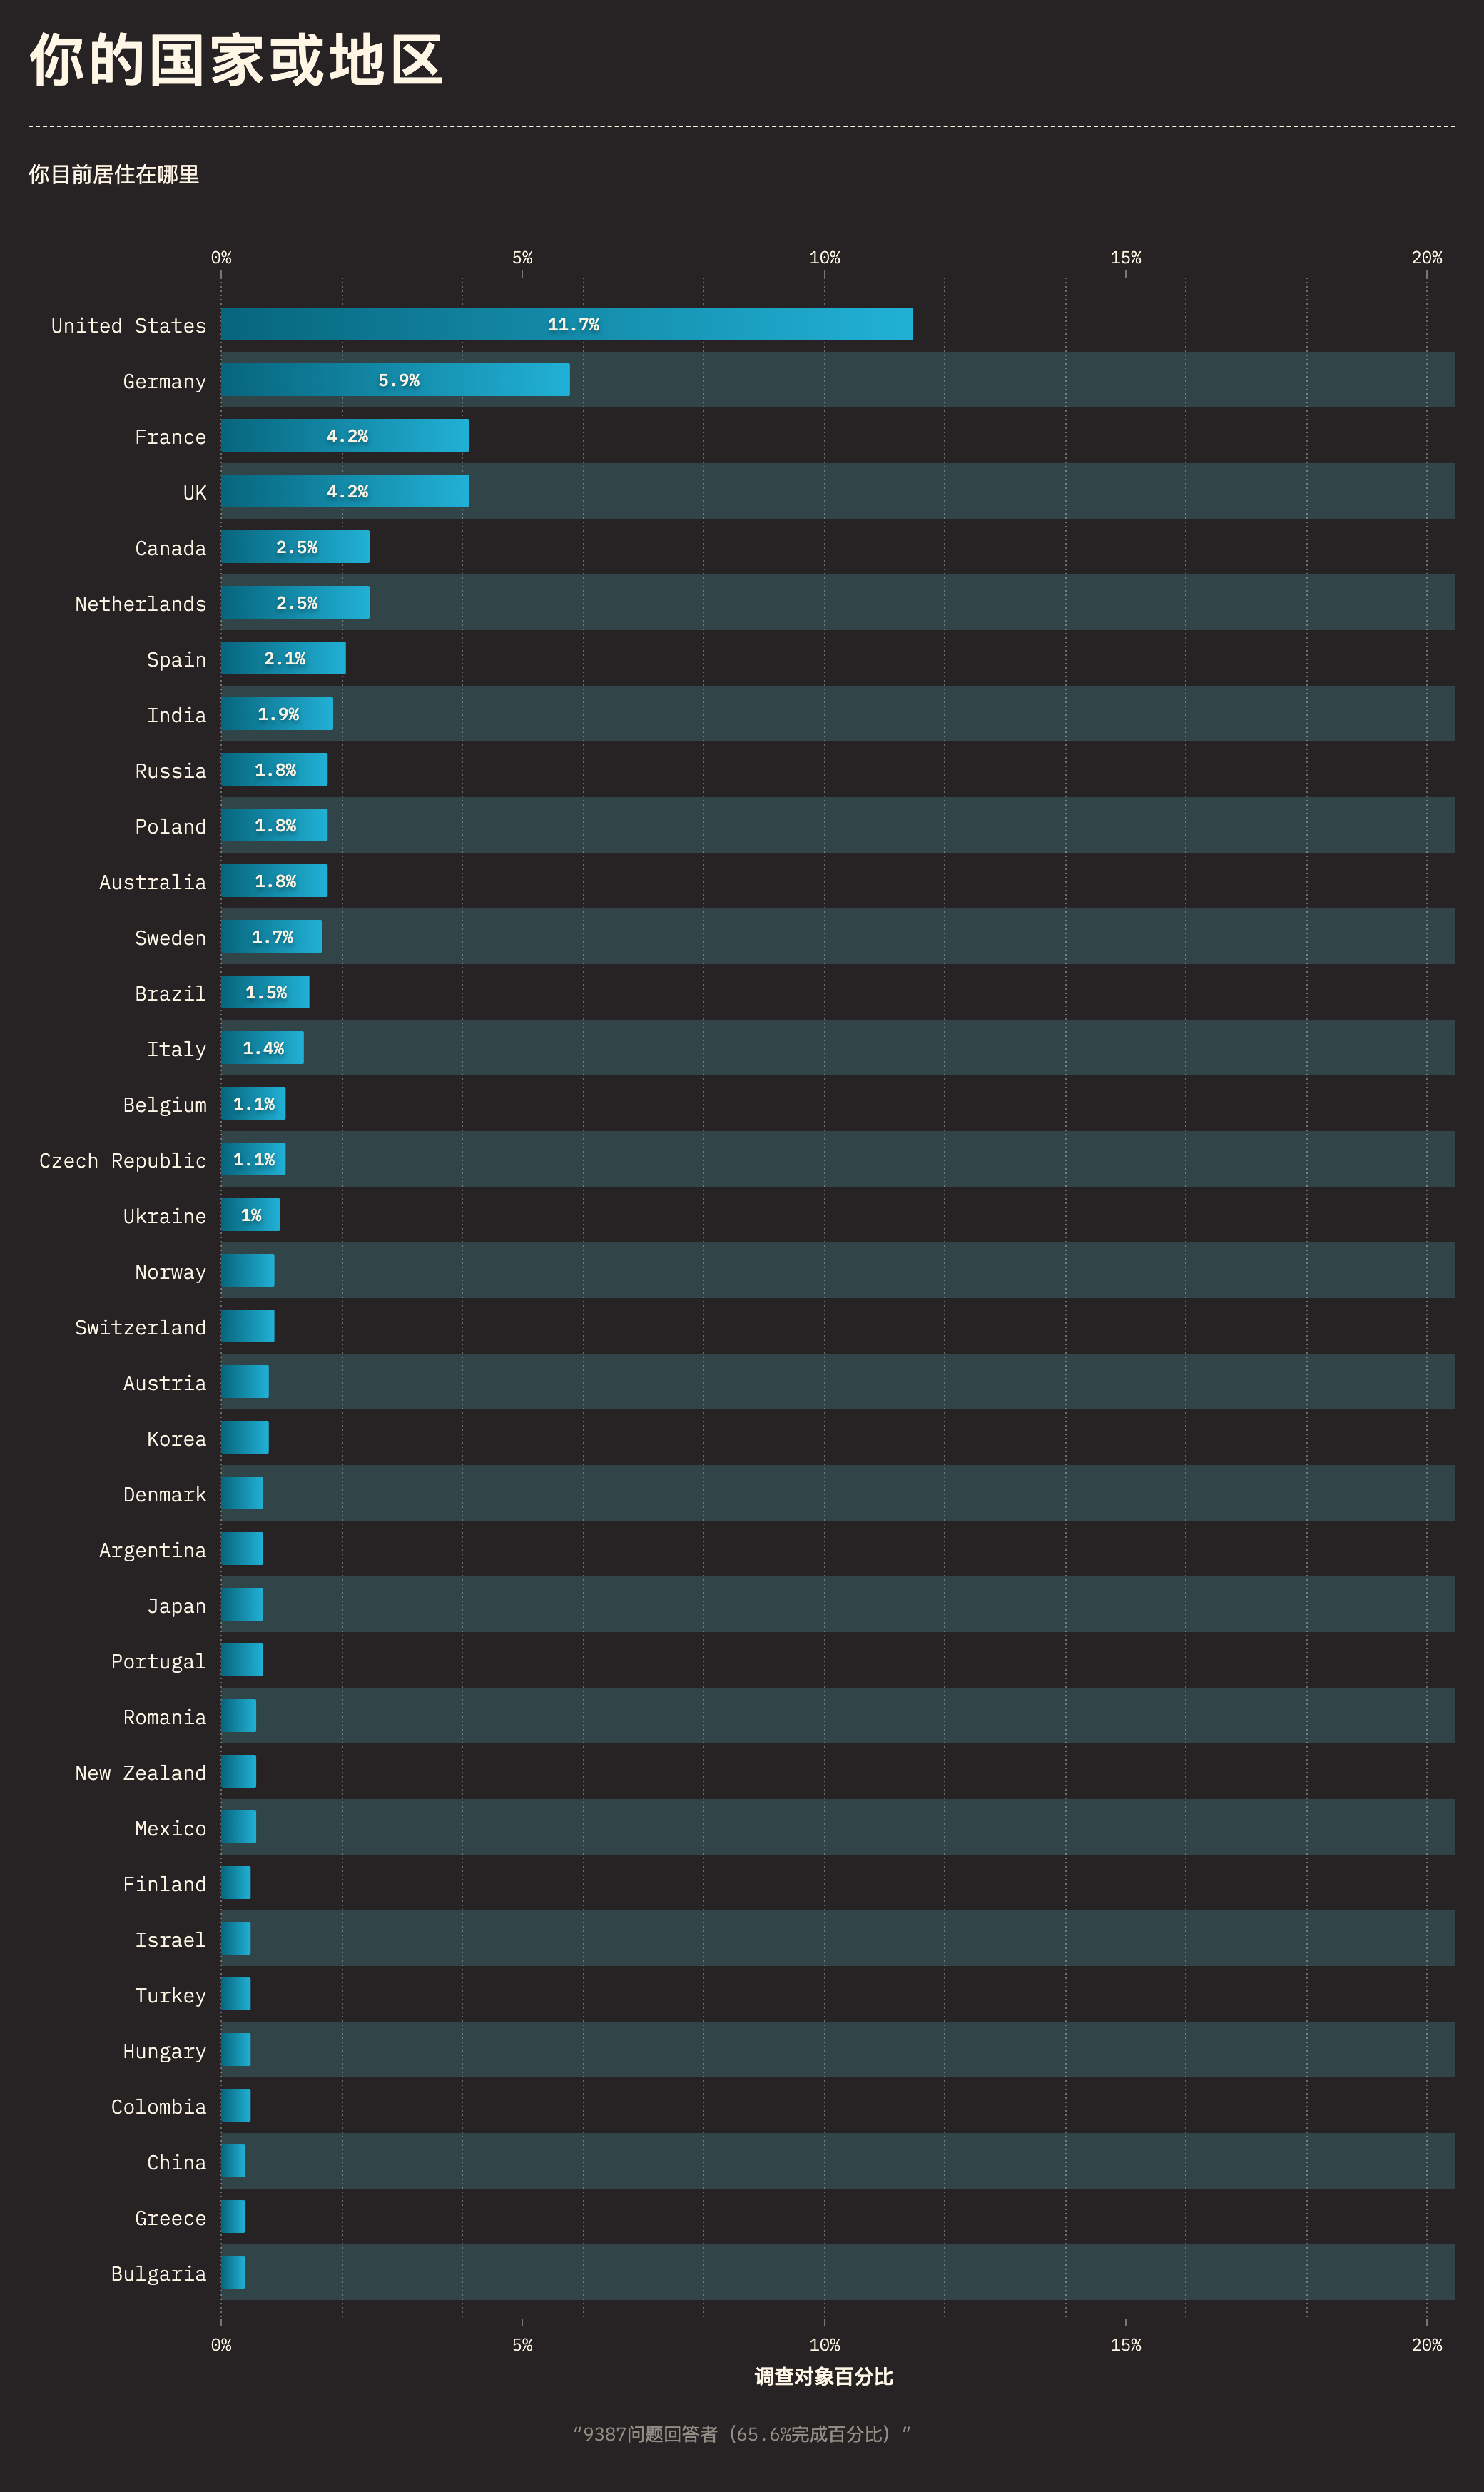 你的国家或地区
你目前居住在哪里
0% 5% 10% 15% 20%
United States 11.7%
Germany 5.9%
France 4.2%
UK 4.2%
Canada 2.5%
Netherlands 2.5%
Spain 2.1%
India 1.9%
Russia 1.8%
Poland 1.8%
Australia 1.8%
Sweden 1.7%
Brazil 1.5%
Italy 1.4%
Belgium 1.1%
Czech Republic 1.1%
Ukraine 1%
Norway
Switzerland
Austria
Korea
Denmark
Argentina
Japan
Portugal
Romania
New Zealand
Mexico
Finland
Israel
Turkey
Hungary
Colombia
China
Greece
Bulgaria
0% 5% 10% 15% 20%
调查对象百分比
“9387问题回答者 (65.6%完成百分比) ”